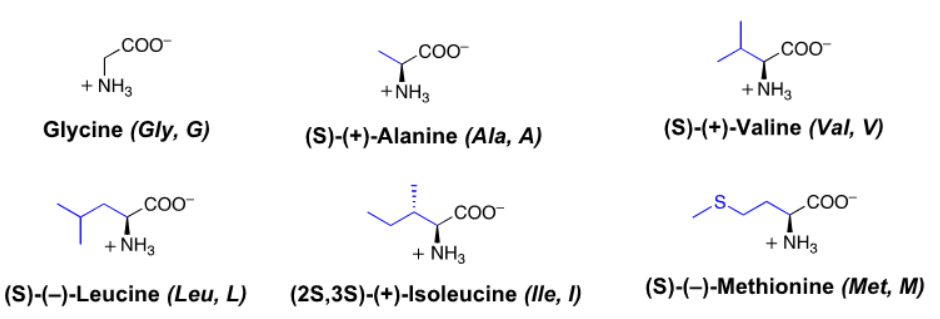 COO⁻
+ NH₃
Glycine (Gly, G)
COO⁻
+ NH₃
(S)-(+)-Alanine (Ala, A)
COO⁻
+ NH₃
(S)-(+)-Valine (Val, V)
COO⁻
+ NH₃
(S)-(–)-Leucine (Leu, L)
COO⁻
+ NH₃
(2S,3S)-(+)-Isoleucine (Ile, I)
S
COO⁻
+ NH₃
(S)-(–)-Methionine (Met, M)